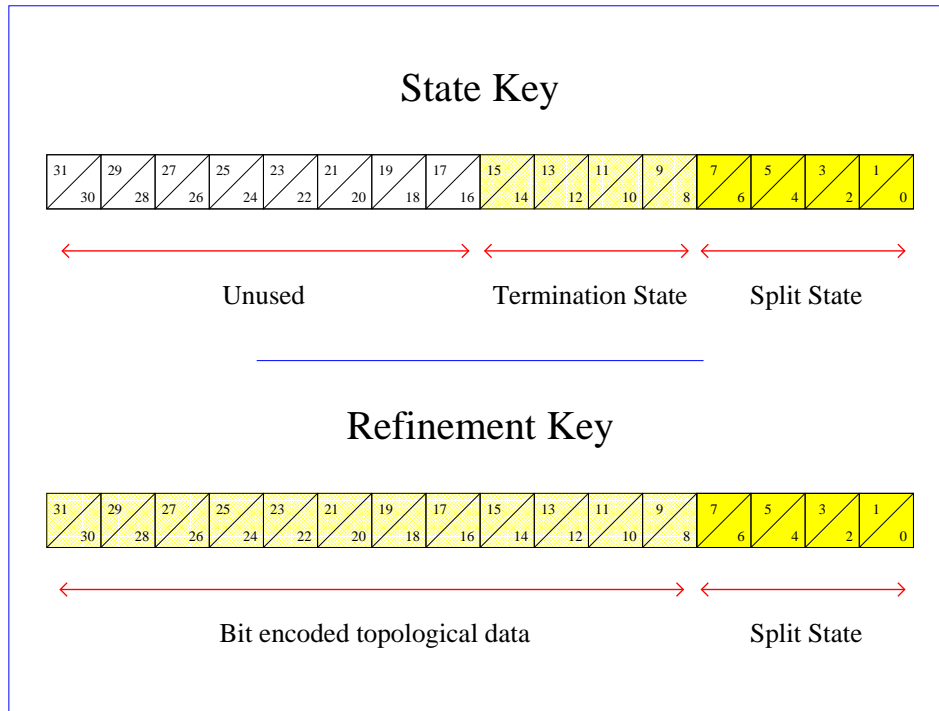 State Key
31 29 27 25 23 21 19 17 15 13 11 9 7 5 3 1
30 28 26 24 22 20 18 16 14 12 10 8 6 4 2 0
Unused Termination State Split State
Refinement Key
31 29 27 25 23 21 19 17 15 13 11 9 7 5 3 1
30 28 26 24 22 20 18 16 14 12 10 8 6 4 2 0
Bit encoded topological data Split State